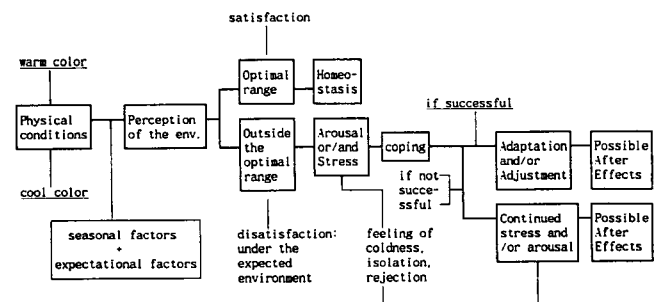 satisfaction
warm color
Optimal
range
Homeo-
stasis
Physical
conditions
Perception
of the env.
Outside
the
optimal
range
Arousal
or/and
Stress
coping
if successful
Adaptation
and/or
Adjustment
Possible
After
Effects
if not
succe-
ssful
cool color
Continued
stress and
/or arousal
Possible
After
Effects
seasonal factors
+
expectational factors
disatisfaction:
under the
expected
environment
feeling of
coldness,
isolation,
rejection